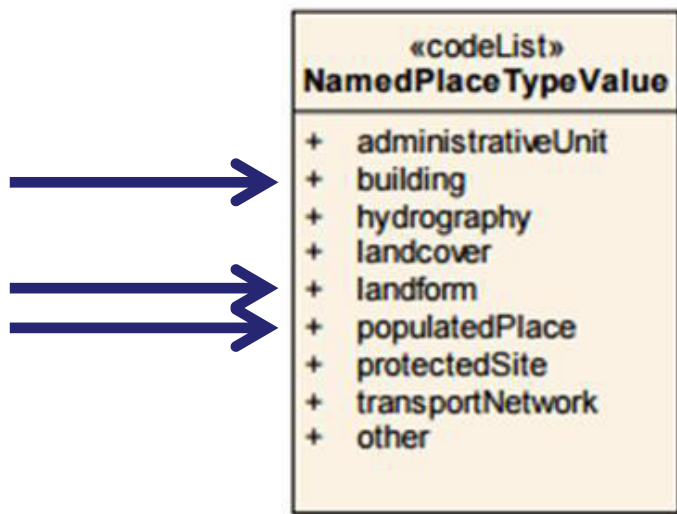 «codeList»
NamedPlaceTypeValue
+ administrativeUnit
+ building
+ hydrography
+ landcover
+ landform
+ populatedPlace
+ protectedSite
+ transportNetwork
+ other